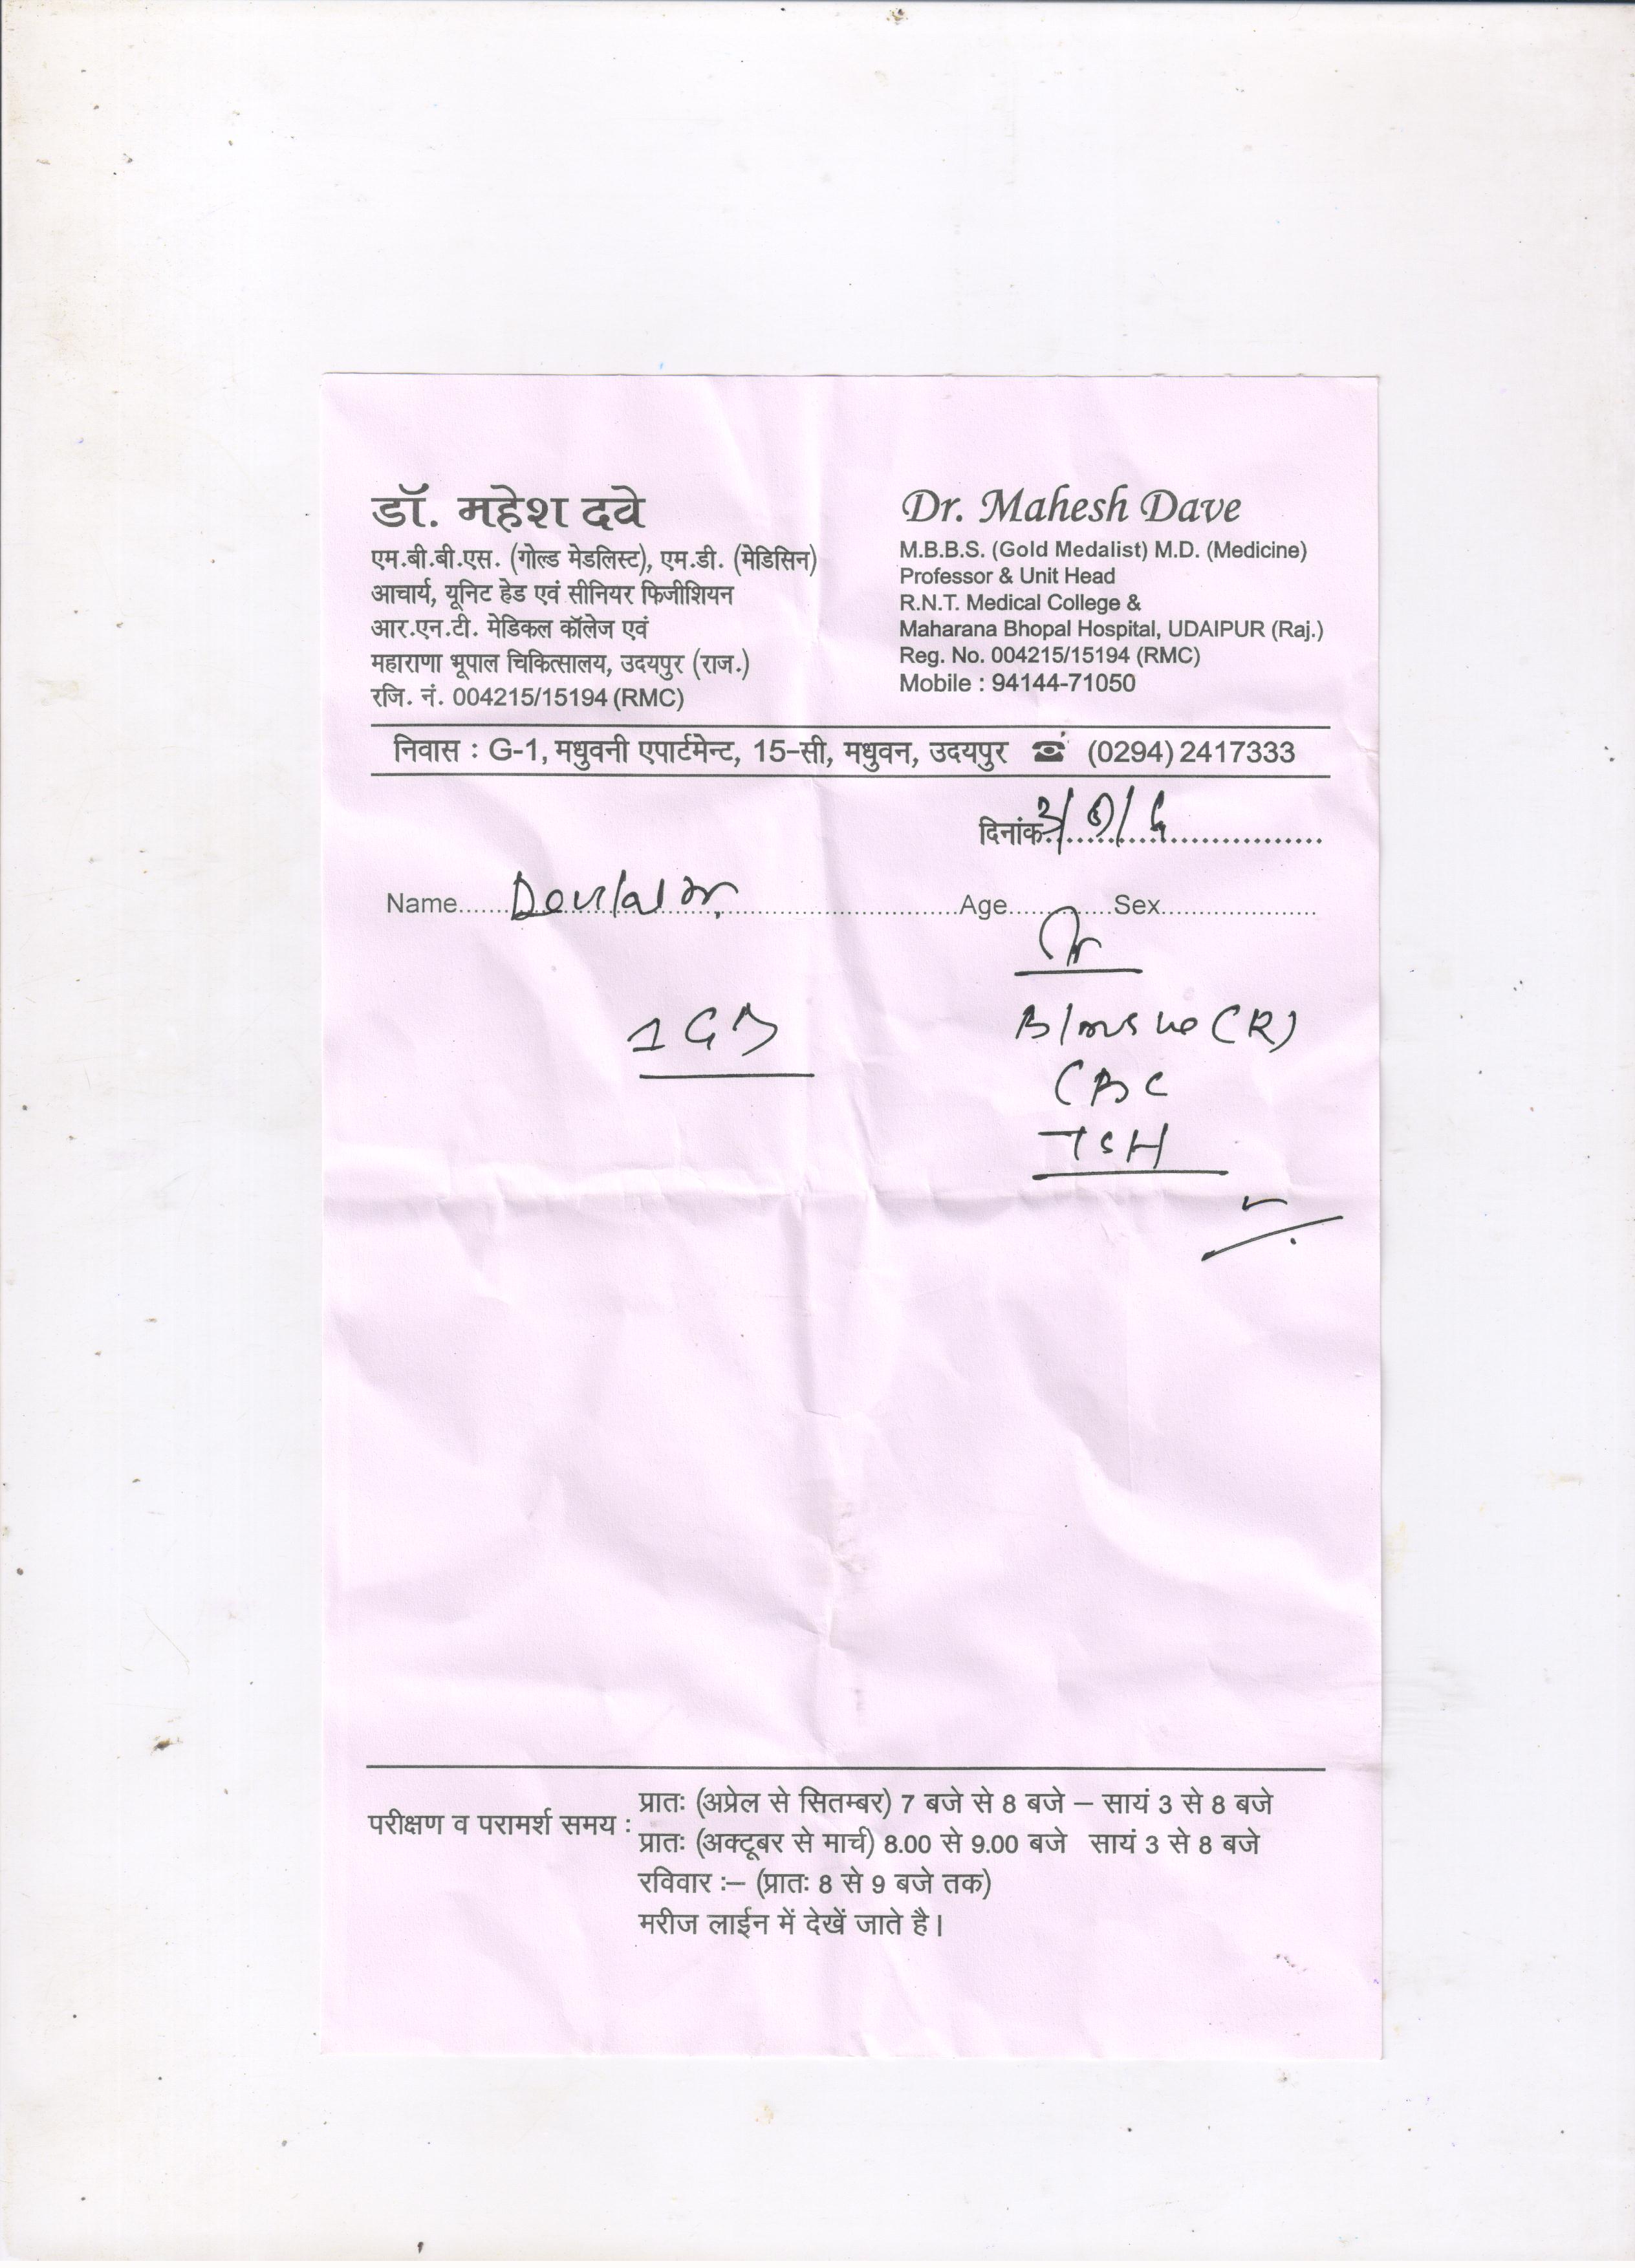 डॉ. महेश दवे
एम.बी.बी.एस. (गोल्ड मेडलिस्ट), एम.डी. (मेडिसिन)
आचार्य, यूनिट हेड एवं सीनियर फिजीशियन
आर.एन.टी. मेडिकल कॉलेज एवं
महाराणा भूपाल चिकित्सालय, उदयपुर (राज.)
रजि. नं. 004215/15194 (RMC)
Dr. Mahesh Dave
M.B.B.S. (Gold Medalist) M.D. (Medicine)
Professor & Unit Head
R.N.T. Medical College &
Maharana Bhopal Hospital, UDAIPUR (Raj.)
Reg. No. 004215/15194 (RMC)
Mobile : 94144-71050
निवास : G-1, मधुवनी एपार्टमेन्ट, 15-सी, मधुवन, उदयपुर ☎ (0294) 2417333
दिनांक
Name Age Sex
(R)
CBC
TSH
परीक्षण व परामर्श समय :
प्रातः (अप्रेल से सितम्बर) 7 बजे से 8 बजे – सायं 3 से 8 बजे
प्रातः (अक्टूबर से मार्च) 8.00 से 9.00 बजे सायं 3 से 8 बजे
रविवार :– (प्रातः 8 से 9 बजे तक)
मरीज लाईन में देखें जाते है।